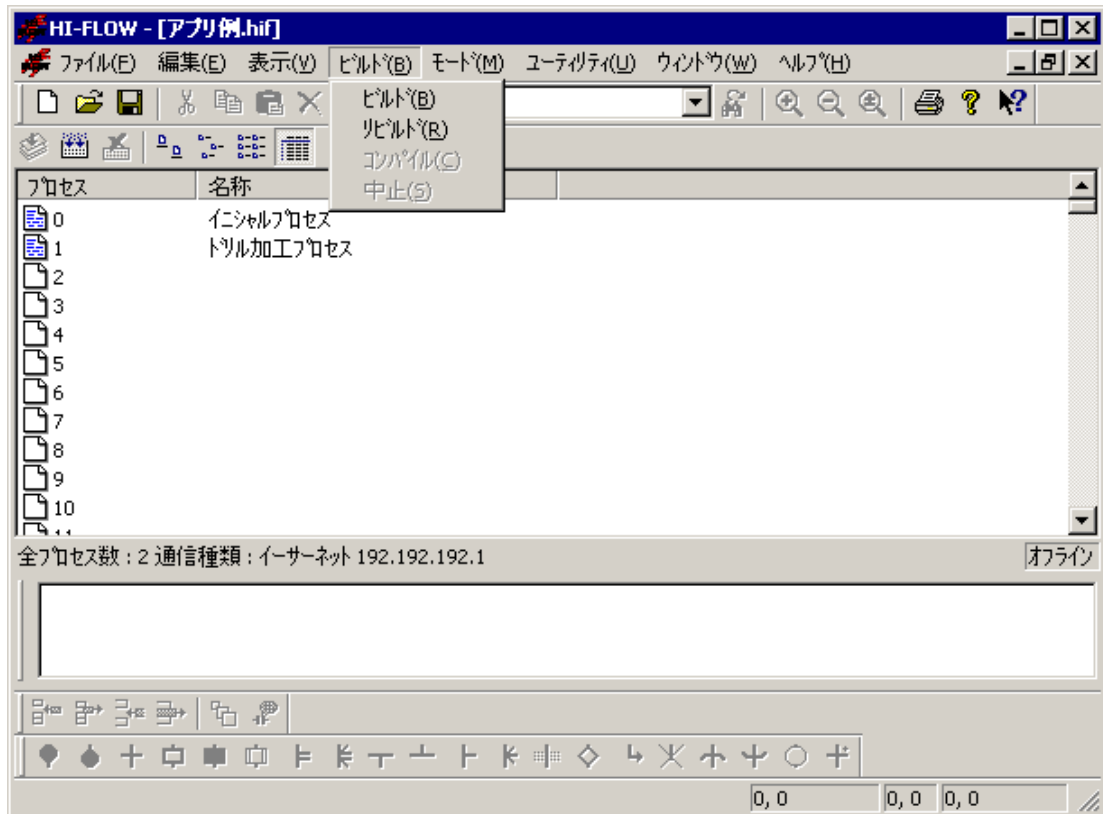 HI-FLOW - [アプリ例.hif]
ﾌｧｲﾙ(F) 編集(E) 表示(V) ﾋﾞﾙﾄﾞ(B) ﾓｰﾄﾞ(M) ﾕｰﾃｨﾘﾃｨ(U) ｳｨﾝﾄﾞｳ(W) ﾍﾙﾌﾟ(H)
ﾋﾞﾙﾄﾞ(B)
ﾘﾋﾞﾙﾄﾞ(R)
ｺﾝﾊﾟｲﾙ(C)
中止(S)
ﾌﾟﾛｾｽ 名称
0 ｲﾆｼｬﾙﾌﾟﾛｾｽ
1 ﾄﾞﾘﾙ加工ﾌﾟﾛｾｽ
2
3
4
5
6
7
8
9
10
11
全ﾌﾟﾛｾｽ数 : 2 通信種類 : ｲｰｻｰﾈｯﾄ 192.192.192.1 ｵﾌﾗｲﾝ
0, 0 0, 0 0, 0